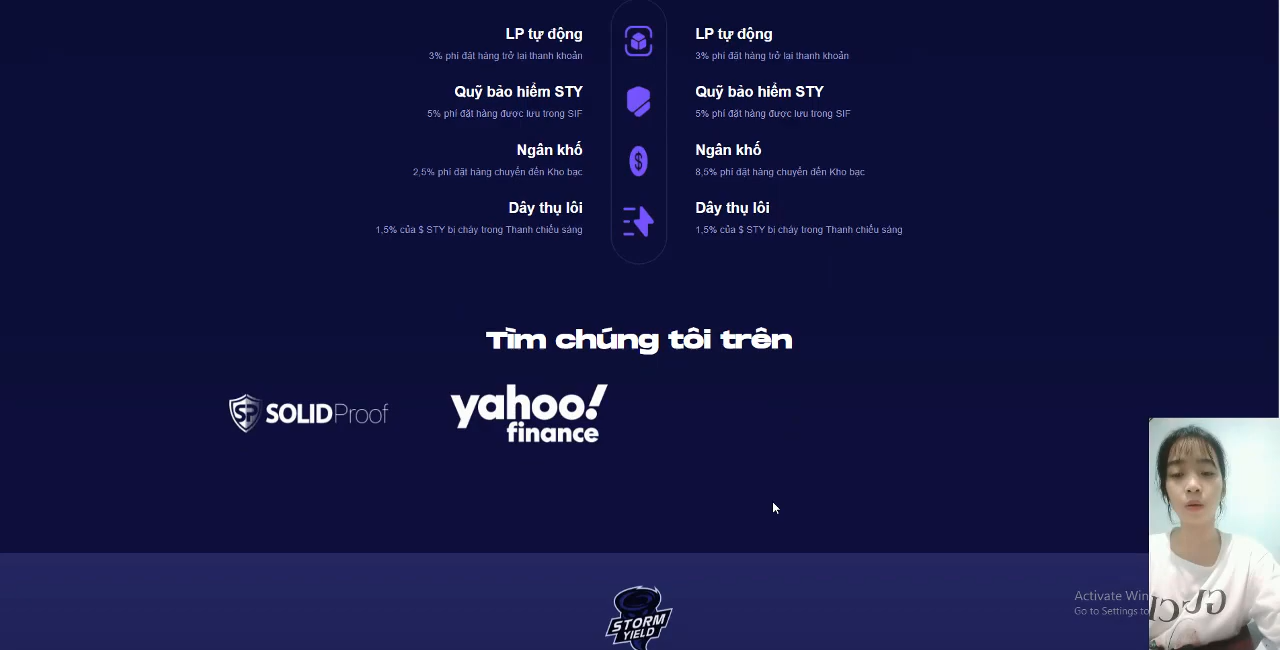 LP tự động
3% phí đặt hàng trở lại thanh khoản
Quỹ bảo hiểm STY
5% phí đặt hàng được lưu trong SIF
Ngân khố
2,5% phí đặt hàng chuyển đến Kho bạc
Dây thụ lôi
1,5% của $ STY bị cháy trong Thanh chiếu sáng
LP tự động
3% phí đặt hàng trở lại thanh khoản
Quỹ bảo hiểm STY
5% phí đặt hàng được lưu trong SIF
Ngân khố
8,5% phí đặt hàng chuyển đến Kho bạc
Dây thụ lôi
1,5% của $ STY bị cháy trong Thanh chiếu sáng
Tìm chúng tôi trên
SP SOLIDProof
yahoo!
finance
STORM
YIELD
Activate Win
Go to Settings to